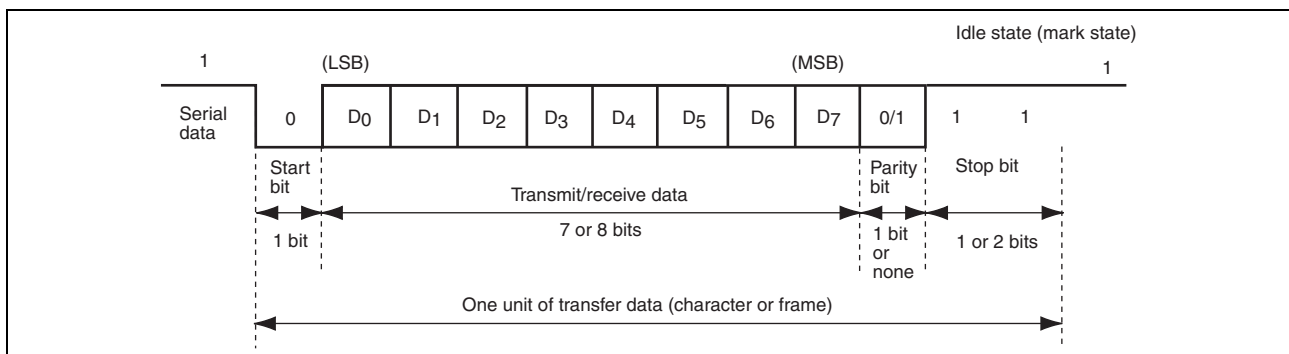 Idle state (mark state)
1 (LSB) (MSB) 1
Serial data
0 D0 D1 D2 D3 D4 D5 D6 D7 0/1 1 1
Start bit
Transmit/receive data
Parity bit
Stop bit
1 bit
7 or 8 bits
1 bit or none
1 or 2 bits
One unit of transfer data (character or frame)